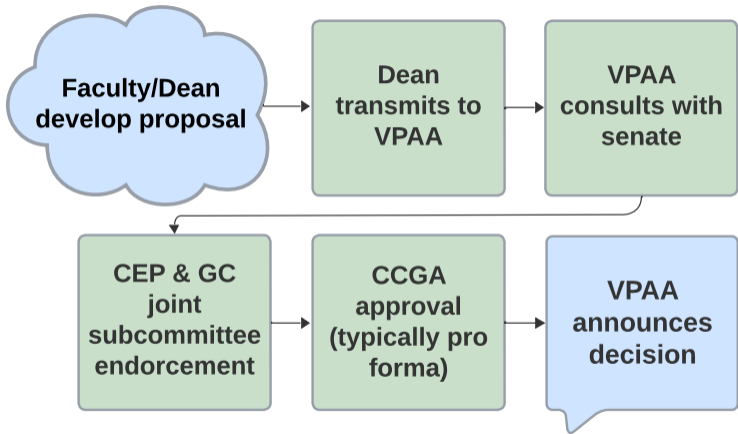 Faculty/Dean
develop proposal
Dean
transmits to
VPAA
VPAA
consults with
senate
CEP & GC
joint
subcommittee
endorcement
CCGA
approval
(typically pro
forma)
VPAA
announces
decision